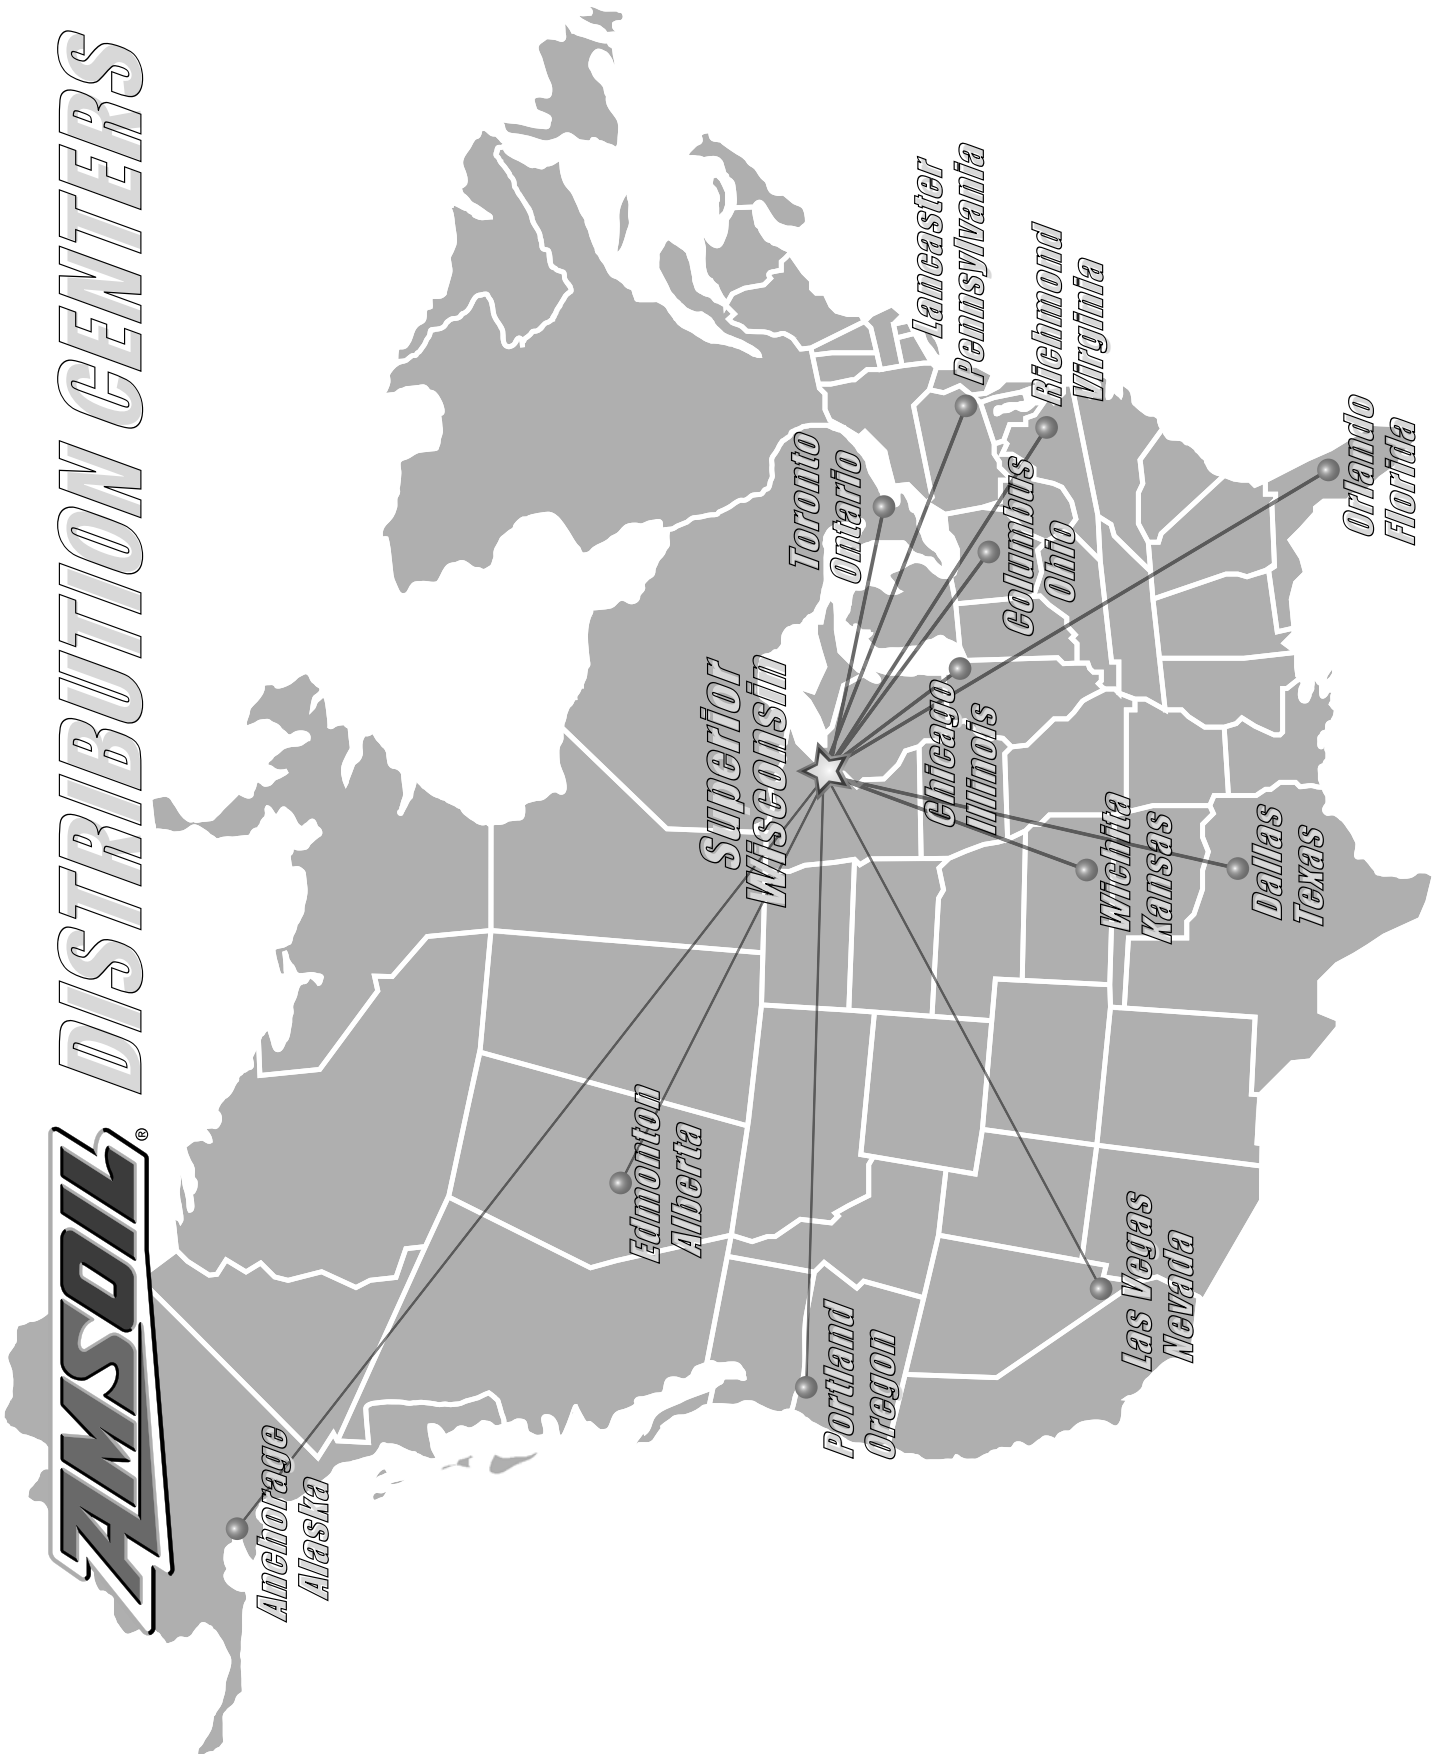 AMSOIL® DISTRIBUTION CENTERS
Anchorage
Alaska
Edmonton
Alberta
Superior
Wisconsin
Toronto
Ontario
Portland
Oregon
Lancaster
Pennsylvania
Chicago
Illinois
Columbus
Ohio
Richmond
Virginia
Las Vegas
Nevada
Wichita
Kansas
Dallas
Texas
Orlando
Florida